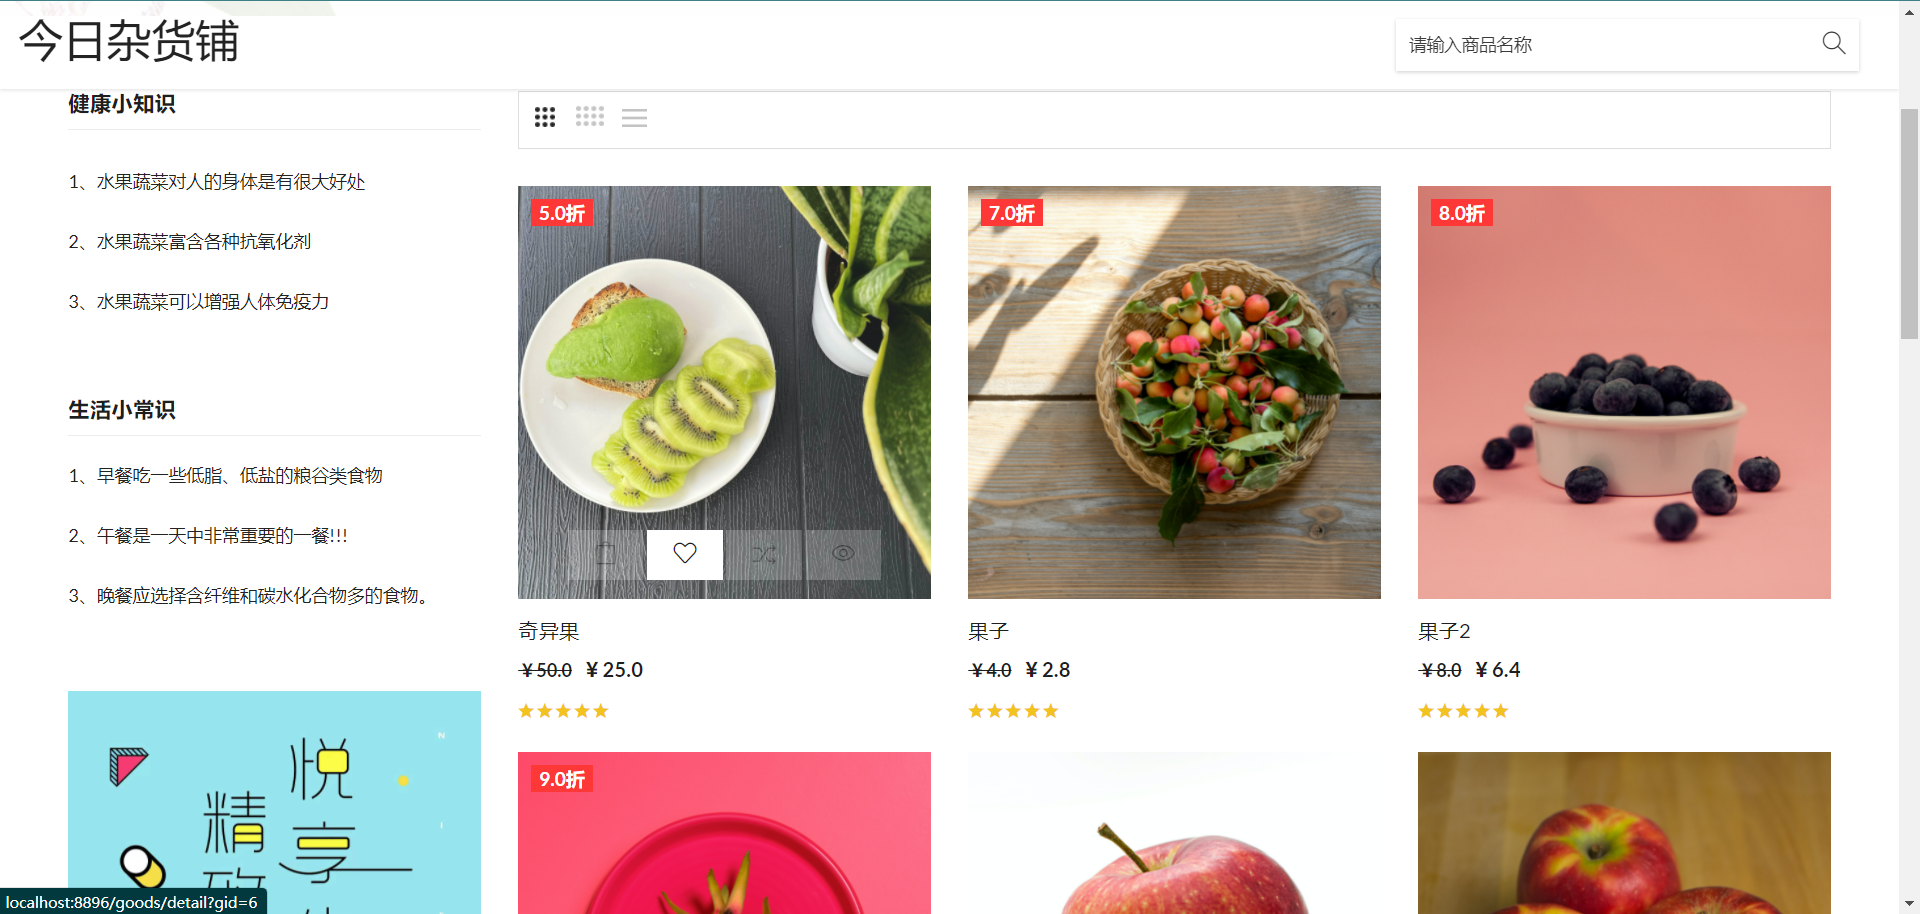 今日杂货铺
请输入商品名称
健康小知识
1、水果蔬菜对人的身体是有很大好处
2、水果蔬菜富含各种抗氧化剂
3、水果蔬菜可以增强人体免疫力
生活小常识
1、早餐吃一些低脂、低盐的粮谷类食物
2、午餐是一天中非常重要的一餐!!!
3、晚餐应选择含纤维和碳水化合物多的食物。
悦享
精致
N
I
5.0折
奇异果
¥50.0 ¥25.0
7.0折
果子
¥4.0 ¥2.8
8.0折
果子2
¥8.0 ¥6.4
9.0折
localhost:8896/goods/detail?gid=6